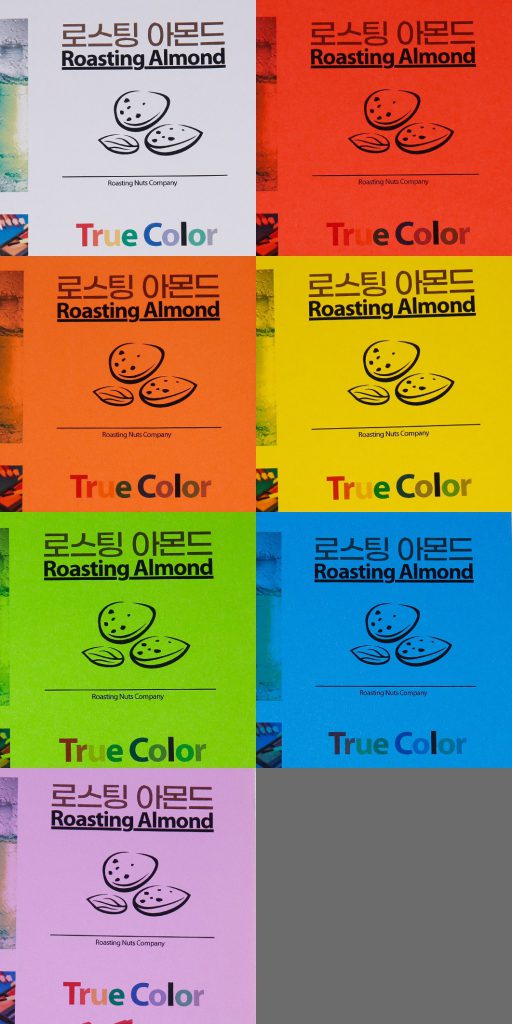 로스팅 아몬드
Roasting Almond
Roasting Nuts Company
True Color
로스팅 아몬드
Roasting Almond
Roasting Nuts Company
True Color
로스팅 아몬드
Roasting Almond
Roasting Nuts Company
True Color
로스팅 아몬드
Roasting Almond
Roasting Nuts Company
True Color
로스팅 아몬드
Roasting Almond
Roasting Nuts Company
True Color
로스팅 아몬드
Roasting Almond
Roasting Nuts Company
True Color
로스팅 아몬드
Roasting Almond
Roasting Nuts Company
True Color